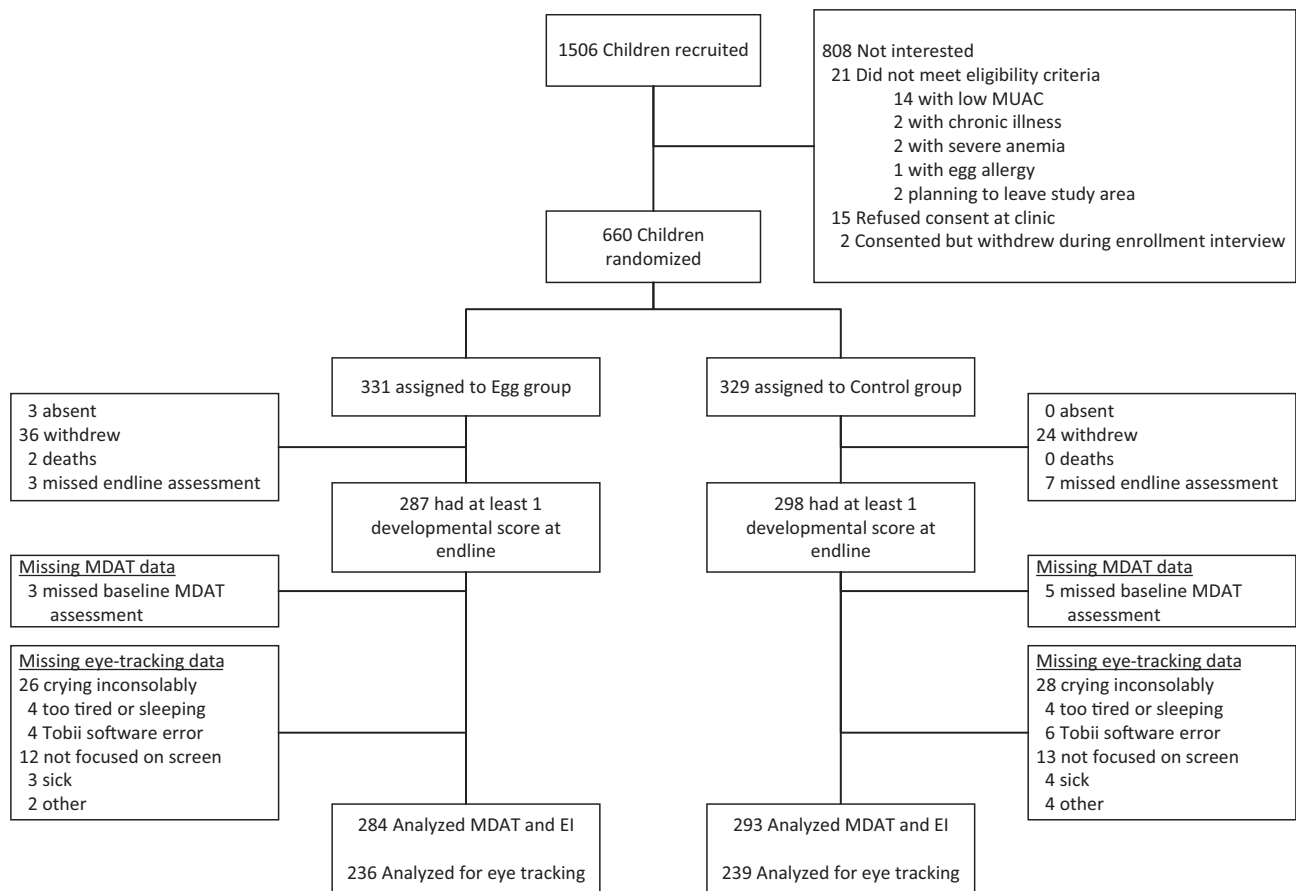 1506 Children recruited
808 Not interested
21 Did not meet eligibility criteria
14 with low MUAC
2 with chronic illness
2 with severe anemia
1 with egg allergy
2 planning to leave study area
15 Refused consent at clinic
2 Consented but withdrew during enrollment interview
660 Children
randomized
331 assigned to Egg group
329 assigned to Control group
3 absent
36 withdrew
2 deaths
3 missed endline assessment
0 absent
24 withdrew
0 deaths
7 missed endline assessment
287 had at least 1
developmental score at
endline
298 had at least 1
developmental score at
endline
Missing MDAT data
3 missed baseline MDAT
assessment
Missing MDAT data
5 missed baseline MDAT
assessment
Missing eye-tracking data
26 crying inconsolably
4 too tired or sleeping
4 Tobii software error
12 not focused on screen
3 sick
2 other
Missing eye-tracking data
28 crying inconsolably
4 too tired or sleeping
6 Tobii software error
13 not focused on screen
4 sick
4 other
284 Analyzed MDAT and EI
236 Analyzed for eye tracking
293 Analyzed MDAT and EI
239 Analyzed for eye tracking